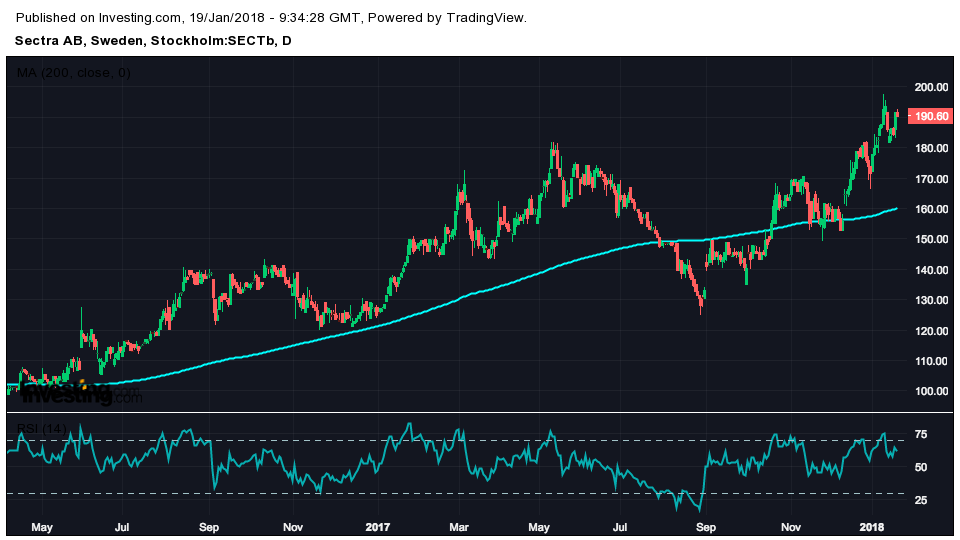 Published on Investing.com, 19/Jan/2018 - 9:34:28 GMT, Powered by TradingView.
Sectra AB, Sweden, Stockholm:SECTb, D
MA (200, close, 0)
200.00
190.60
180.00
170.00
160.00
150.00
140.00
130.00
120.00
110.00
100.00
Investing.com
RSI (14)
75
50
25
May Jul Sep Nov 2017 Mar May Jul Sep Nov 2018